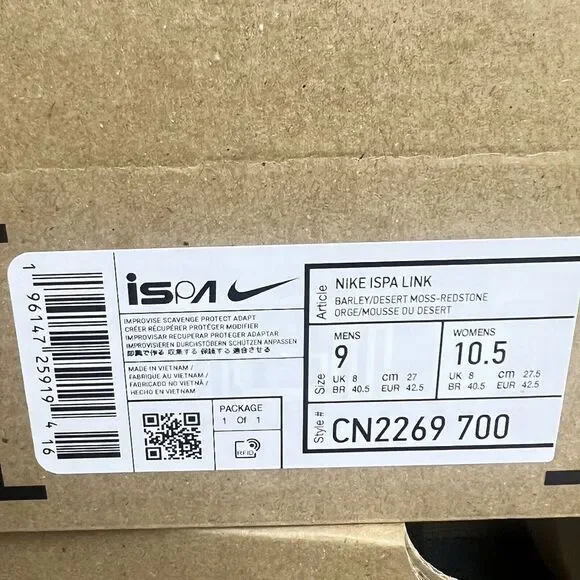 1 96147 25919 4 16
ISPA
IMPROVISE SCAVENGE PROTECT ADAPT
CRÉER RÉCUPÉRER PROTÉGER MODIFIER
IMPROVISAR RECUPERAR PROTEGER ADAPTAR
IMPROVISIEREN DURCHSTÖBERN SCHÜTZEN ANPASSEN
即興で作る 収集する 保護する 適合させる
MADE IN VIETNAM /
FABRIQUÉ AU VIETNAM /
FABRICADO NO VIETNÃ /
HECHO EN VIETNAM
PACKAGE
1 Of 1
RFID
Article
NIKE ISPA LINK
BARLEY/DESERT MOSS-REDSTONE
ORGE/MOUSSE DU DESERT
Size
MENS
9
UK 8 cm 27
BR 40.5 EUR 42.5
WOMENS
10.5
UK 8 cm 27.5
BR 40.5 EUR 42.5
Style #
CN2269 700